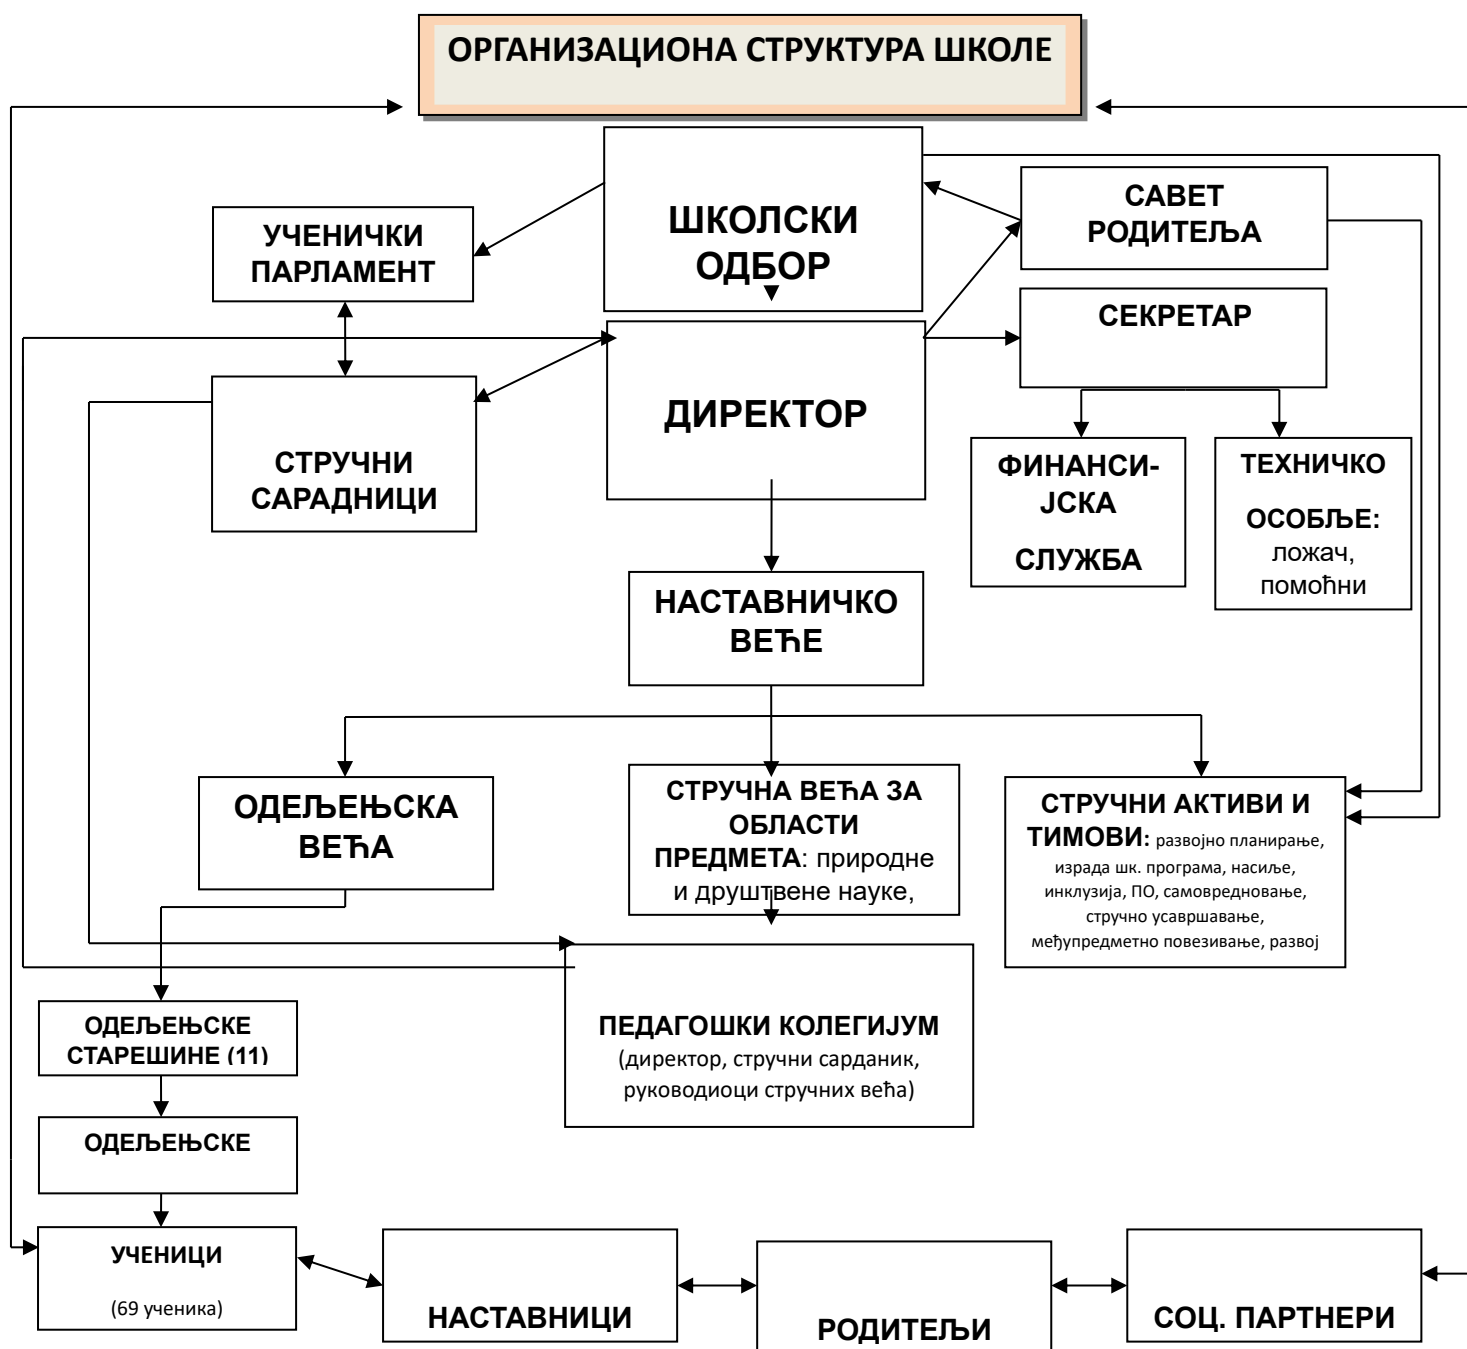 ОРГАНИЗАЦИОНА СТРУКТУРА ШКОЛЕ
ШКОЛСКИ
ОДБОР
САВЕТ
РОДИТЕЉА
УЧЕНИЧКИ
ПАРЛАМЕНТ
СЕКРЕТАР
ДИРЕКТОР
СТРУЧНИ
САРАДНИЦИ
ФИНАНСИ-
ЈСКА
СЛУЖБА
ТЕХНИЧКО
ОСОБЉЕ:
ложач,
помоћни
НАСТАВНИЧКО
ВЕЋЕ
ОДЕЉЕЊСКА
ВЕЋА
СТРУЧНА ВЕЋА ЗА
ОБЛАСТИ
ПРЕДМЕТА: природне
и друштвене науке,
СТРУЧНИ АКТИВИ И
ТИМОВИ: развојно планирање,
израда шк. програма, насиље,
инклузија, ПО, самовредновање,
стручно усавршавање,
међупредметно повезивање, развој
ПЕДАГОШКИ КОЛЕГИЈУМ
(директор, стручни сарданик,
руководиоци стручних већа)
ОДЕЉЕЊСКЕ
СТАРЕШИНЕ (11)
ОДЕЉЕЊСКЕ
УЧЕНИЦИ
(69 ученика)
НАСТАВНИЦИ
РОДИТЕЉИ
СОЦ. ПАРТНЕРИ